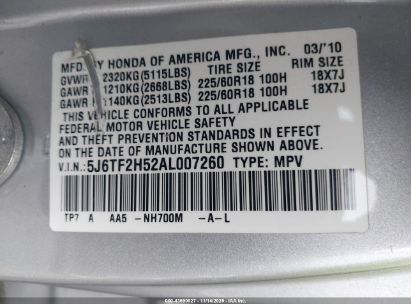 MFD BY HONDA OF AMERICA MFG., INC. 03/'10
GVWR 2320KG(5115LBS) TIRE SIZE RIM SIZE
GAWR 1210KG(2668LBS) 225/60R18 100H 18X7J
GAWR 1140KG(2513LBS) 225/60R18 100H 18X7J
THIS VEHICLE CONFORMS TO ALL APPLICABLE
FEDERAL MOTOR VEHICLE SAFETY AND
THEFT PREVENTION STANDARDS IN EFFECT
ON THE DATE OF MANUFACTURE SHOWN ABOVE.
V.I.N.: 5J6TF2H52AL007260 TYPE: MPV
TP7 A AA5 -NH700M -A-L